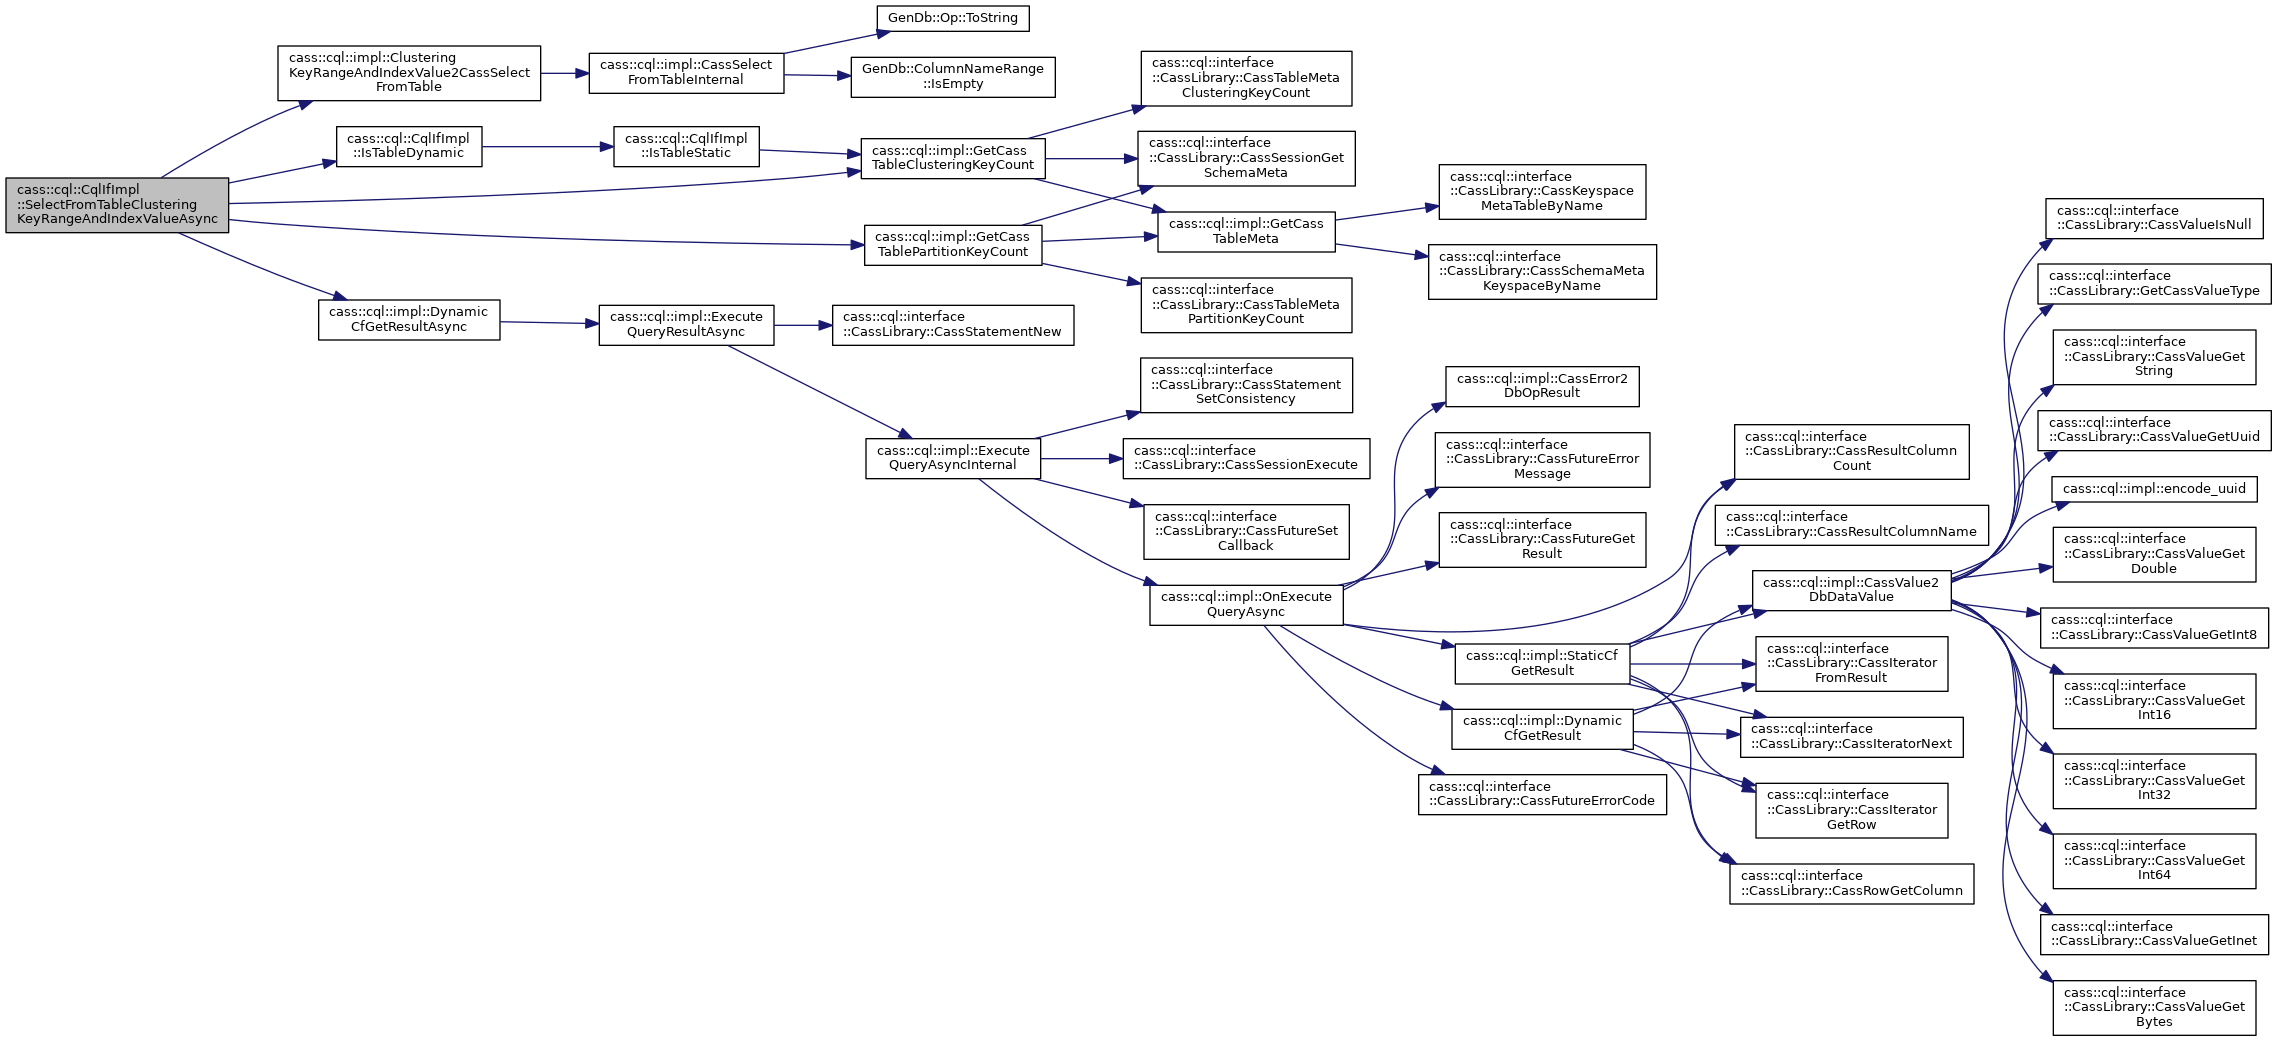 cass::cql::CqlIfImpl
::SelectFromTableClustering
KeyRangeAndIndexValueAsync
cass::cql::impl::Clustering
KeyRangeAndIndexValue2CassSelect
FromTable
cass::cql::CqlIfImpl
::IsTableDynamic
cass::cql::impl::Dynamic
CfGetResultAsync
cass::cql::impl::CassSelect
FromTableInternal
cass::cql::CqlIfImpl
::IsTableStatic
cass::cql::impl::Execute
QueryResultAsync
GenDb::Op::ToString
GenDb::ColumnNameRange
::IsEmpty
cass::cql::impl::GetCass
TableClusteringKeyCount
cass::cql::impl::GetCass
TablePartitionKeyCount
cass::cql::interface
::CassLibrary::CassStatementNew
cass::cql::impl::Execute
QueryAsyncInternal
cass::cql::interface
::CassLibrary::CassTableMeta
ClusteringKeyCount
cass::cql::interface
::CassLibrary::CassSessionGet
SchemaMeta
cass::cql::impl::GetCass
TableMeta
cass::cql::interface
::CassLibrary::CassTableMeta
PartitionKeyCount
cass::cql::interface
::CassLibrary::CassStatement
SetConsistency
cass::cql::interface
::CassLibrary::CassSessionExecute
cass::cql::interface
::CassLibrary::CassFutureSet
Callback
cass::cql::impl::OnExecute
QueryAsync
cass::cql::interface
::CassLibrary::CassKeyspace
MetaTableByName
cass::cql::interface
::CassLibrary::CassSchemaMeta
KeyspaceByName
cass::cql::impl::CassError2
DbOpResult
cass::cql::interface
::CassLibrary::CassFutureError
Message
cass::cql::interface
::CassLibrary::CassFutureGet
Result
cass::cql::impl::StaticCf
GetResult
cass::cql::impl::Dynamic
CfGetResult
cass::cql::interface
::CassLibrary::CassFutureErrorCode
cass::cql::interface
::CassLibrary::CassResultColumn
Count
cass::cql::interface
::CassLibrary::CassResultColumnName
cass::cql::impl::CassValue2
DbDataValue
cass::cql::interface
::CassLibrary::CassIterator
FromResult
cass::cql::interface
::CassLibrary::CassIteratorNext
cass::cql::interface
::CassLibrary::CassIterator
GetRow
cass::cql::interface
::CassLibrary::CassRowGetColumn
cass::cql::interface
::CassLibrary::CassValueIsNull
cass::cql::interface
::CassLibrary::GetCassValueType
cass::cql::interface
::CassLibrary::CassValueGet
String
cass::cql::interface
::CassLibrary::CassValueGetUuid
cass::cql::impl::encode_uuid
cass::cql::interface
::CassLibrary::CassValueGet
Double
cass::cql::interface
::CassLibrary::CassValueGetInt8
cass::cql::interface
::CassLibrary::CassValueGet
Int16
cass::cql::interface
::CassLibrary::CassValueGet
Int32
cass::cql::interface
::CassLibrary::CassValueGet
Int64
cass::cql::interface
::CassLibrary::CassValueGetInet
cass::cql::interface
::CassLibrary::CassValueGet
Bytes